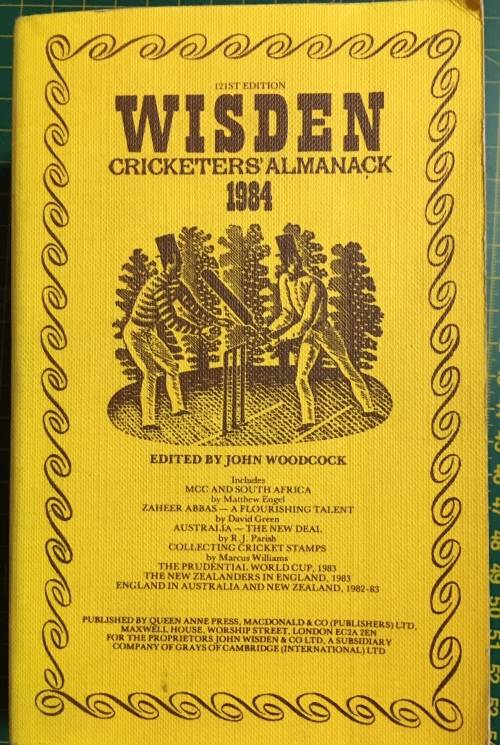 121ST EDITION
WISDEN
CRICKETERS' ALMANACK
1984
EDITED BY JOHN WOODCOCK
Includes
MCC AND SOUTH AFRICA
by Matthew Engel
ZAHEER ABBAS — A FLOURISHING TALENT
by David Green
AUSTRALIA — THE NEW DEAL
by R.J. Parish
COLLECTING CRICKET STAMPS
by Marcus Williams
THE PRUDENTIAL WORLD CUP, 1983
THE NEW ZEALANDERS IN ENGLAND, 1983
ENGLAND IN AUSTRALIA AND NEW ZEALAND, 1982-83
PUBLISHED BY QUEEN ANNE PRESS, MACDONALD & CO (PUBLISHERS) LTD,
MAXWELL HOUSE, WORSHIP STREET, LONDON EC2A 2EN
FOR THE PROPRIETORS JOHN WISDEN & CO LTD, A SUBSIDIARY
COMPANY OF GRAYS OF CAMBRIDGE (INTERNATIONAL) LTD